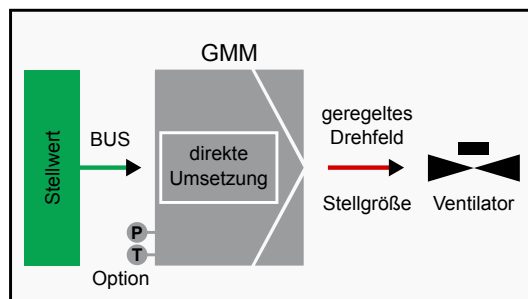 GMM
Stellwert
BUS
direkte
Umsetzung
geregeltes
Drehfeld
Stellgröße
Ventilator
P
T
Option